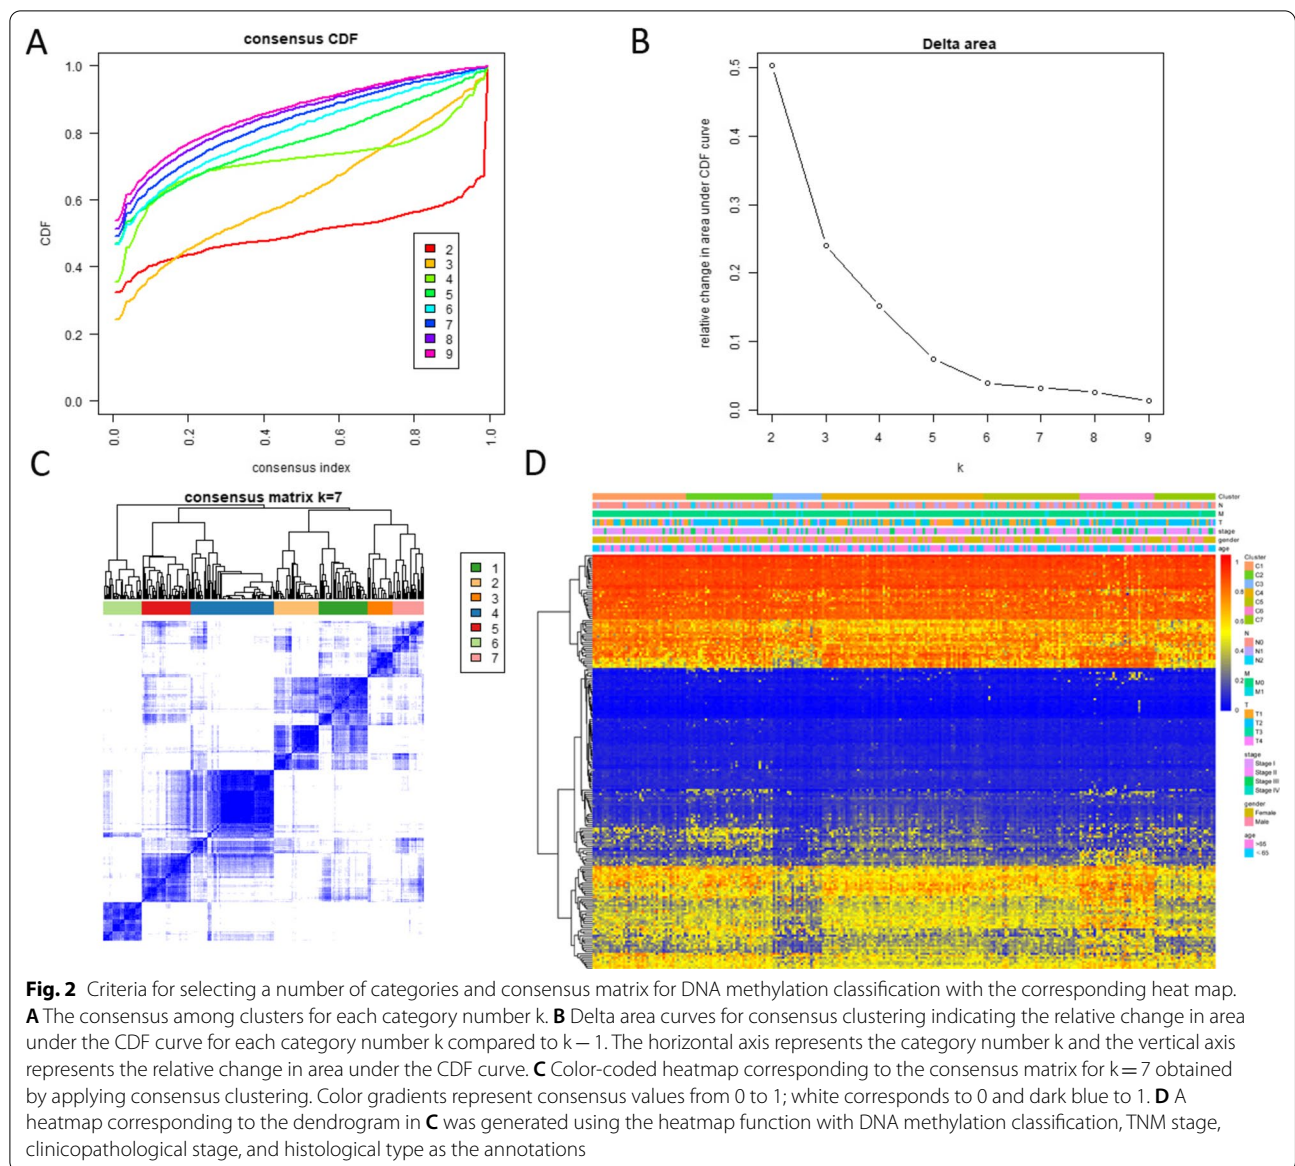 A
consensus CDF
1.0
0.8
0.6
0.4
0.2
0.0
CDF
0.0
0.2
0.4
0.6
0.8
1.0
consensus index
2
3
4
5
6
7
8
9
B
Delta area
0.5
0.4
0.3
0.2
0.1
0.0
relative change in area under CDF curve
2 3 4 5 6 7 8 9
k
C
consensus matrix k=7
1
2
3
4
5
6
7
D
Cluster
N
M
T
stage
gender
age
1
0.8
0.6
0.4
0.2
0
Cluster
C1
C2
C3
C4
C5
C6
C7
N
N0
N1
N2
M
M0
M1
T
T1
T2
T3
T4
stage
Stage I
Stage II
Stage III
Stage IV
gender
Female
Male
age
Fig. 2 Criteria for selecting a number of categories and consensus matrix for DNA methylation classification with the corresponding heat map.
A The consensus among clusters for each category number k. B Delta area curves for consensus clustering indicating the relative change in area
under the CDF curve for each category number k compared to k − 1. The horizontal axis represents the category number k and the vertical axis
represents the relative change in area under the CDF curve. C Color-coded heatmap corresponding to the consensus matrix for k = 7 obtained
by applying consensus clustering. Color gradients represent consensus values from 0 to 1; white corresponds to 0 and dark blue to 1. D A
heatmap corresponding to the dendrogram in C was generated using the heatmap function with DNA methylation classification, TNM stage,
clinicopathological stage, and histological type as the annotations